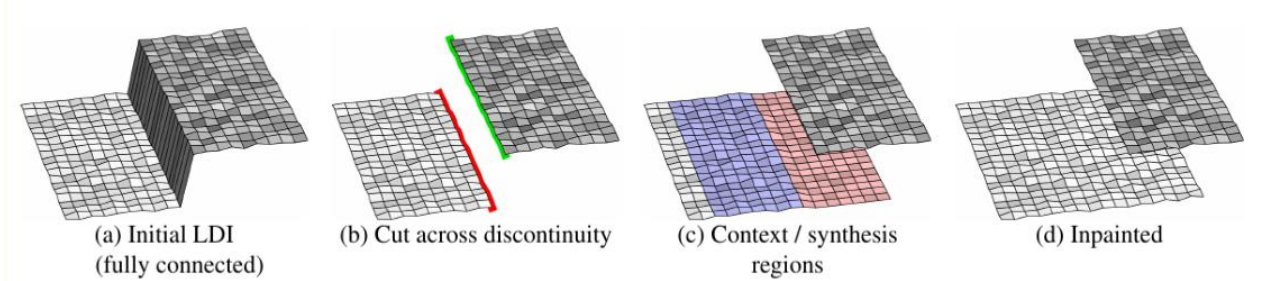 (a) Initial LDI
(fully connected)
(b) Cut across discontinuity
(c) Context / synthesis
regions
(d) Inpainted